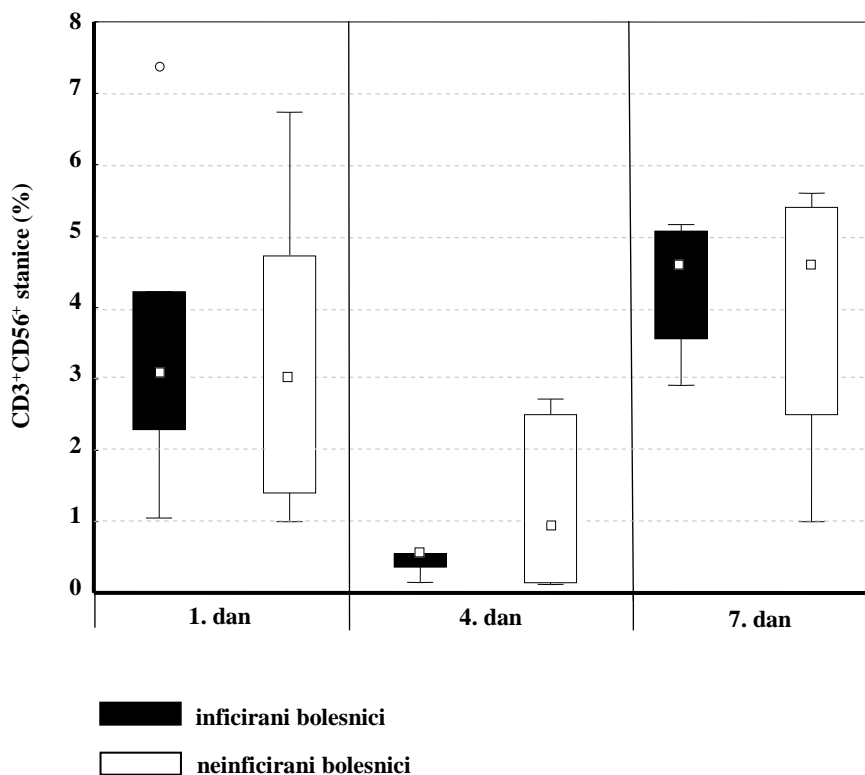 8
7
6
5
4
3
2
1
0
CD3⁺CD56⁺ stanice (%)
1. dan 4. dan 7. dan
inficirani bolesnici
neinficirani bolesnici